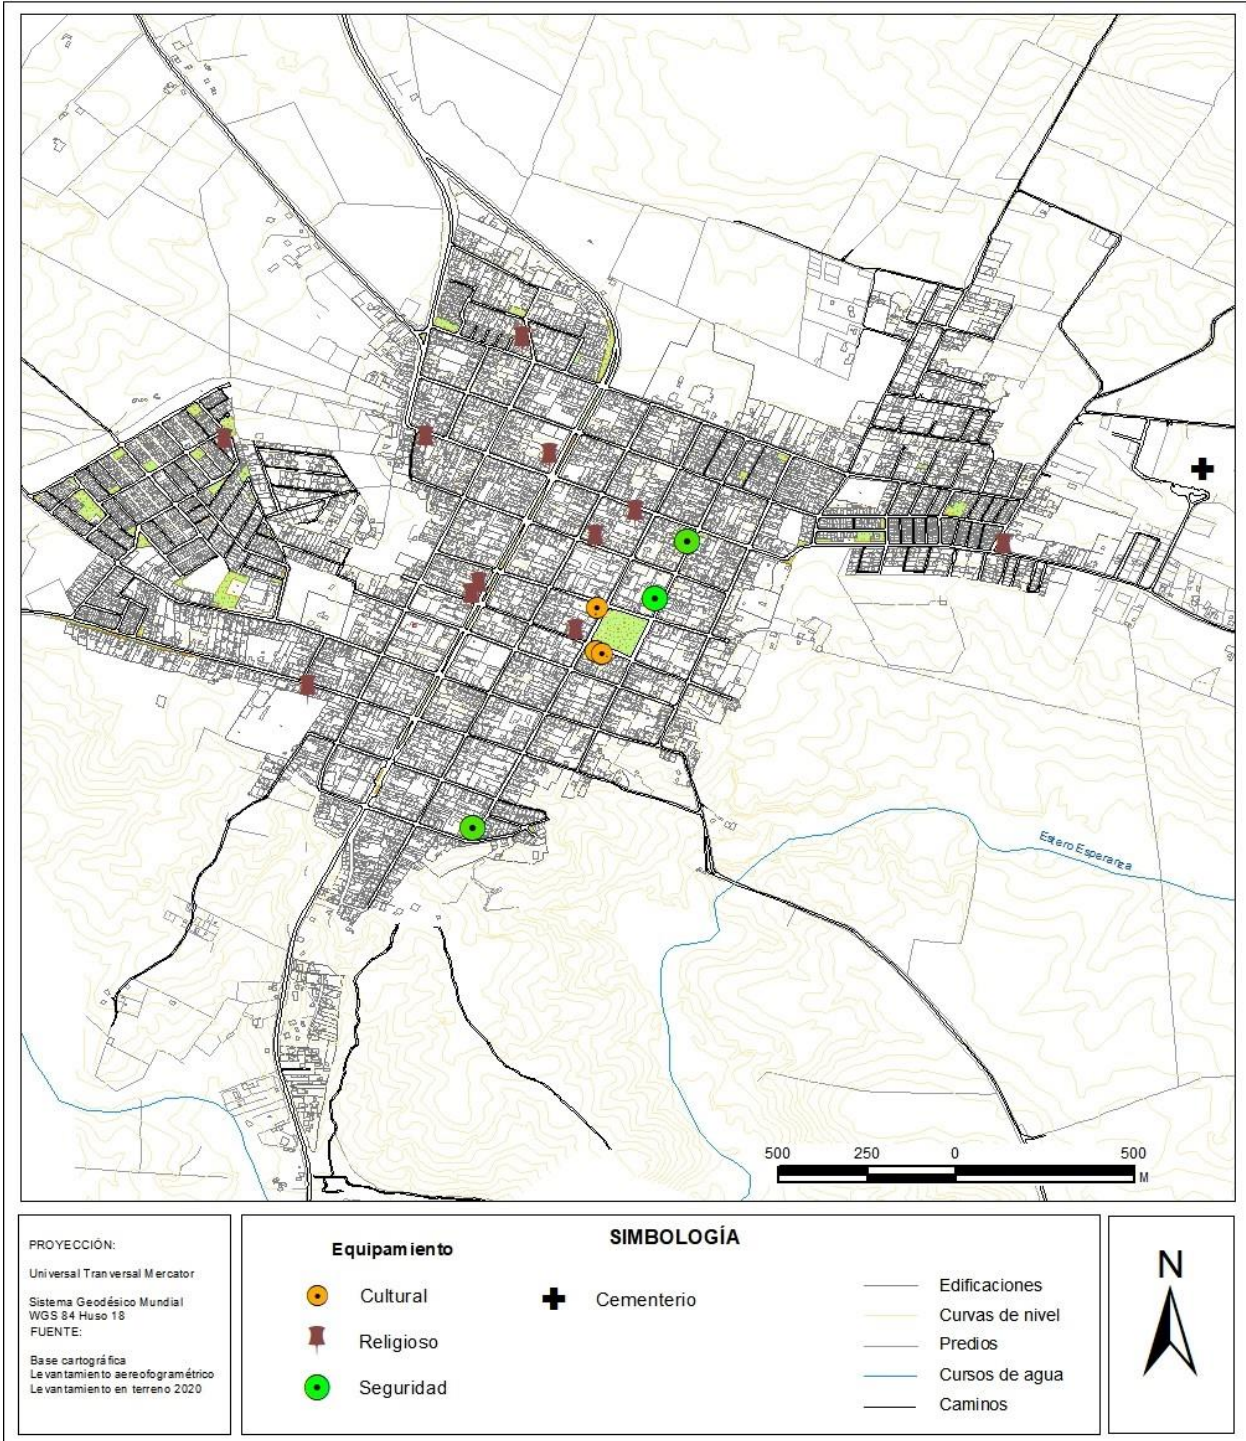 Estero Esperanza
500 250 0 500
M
PROYECCIÓN:
Universal Tranversal Mercator
Sistema Geodésico Mundial
WGS 84 Huso 18
FUENTE:
Base cartográfica
Levantamiento aereofogramétrico
Levantamiento en terreno 2020
SIMBOLOGÍA
Equipamiento
Cultural
Religioso
Seguridad
Cementerio
Edificaciones
Curvas de nivel
Predios
Cursos de agua
Caminos
N